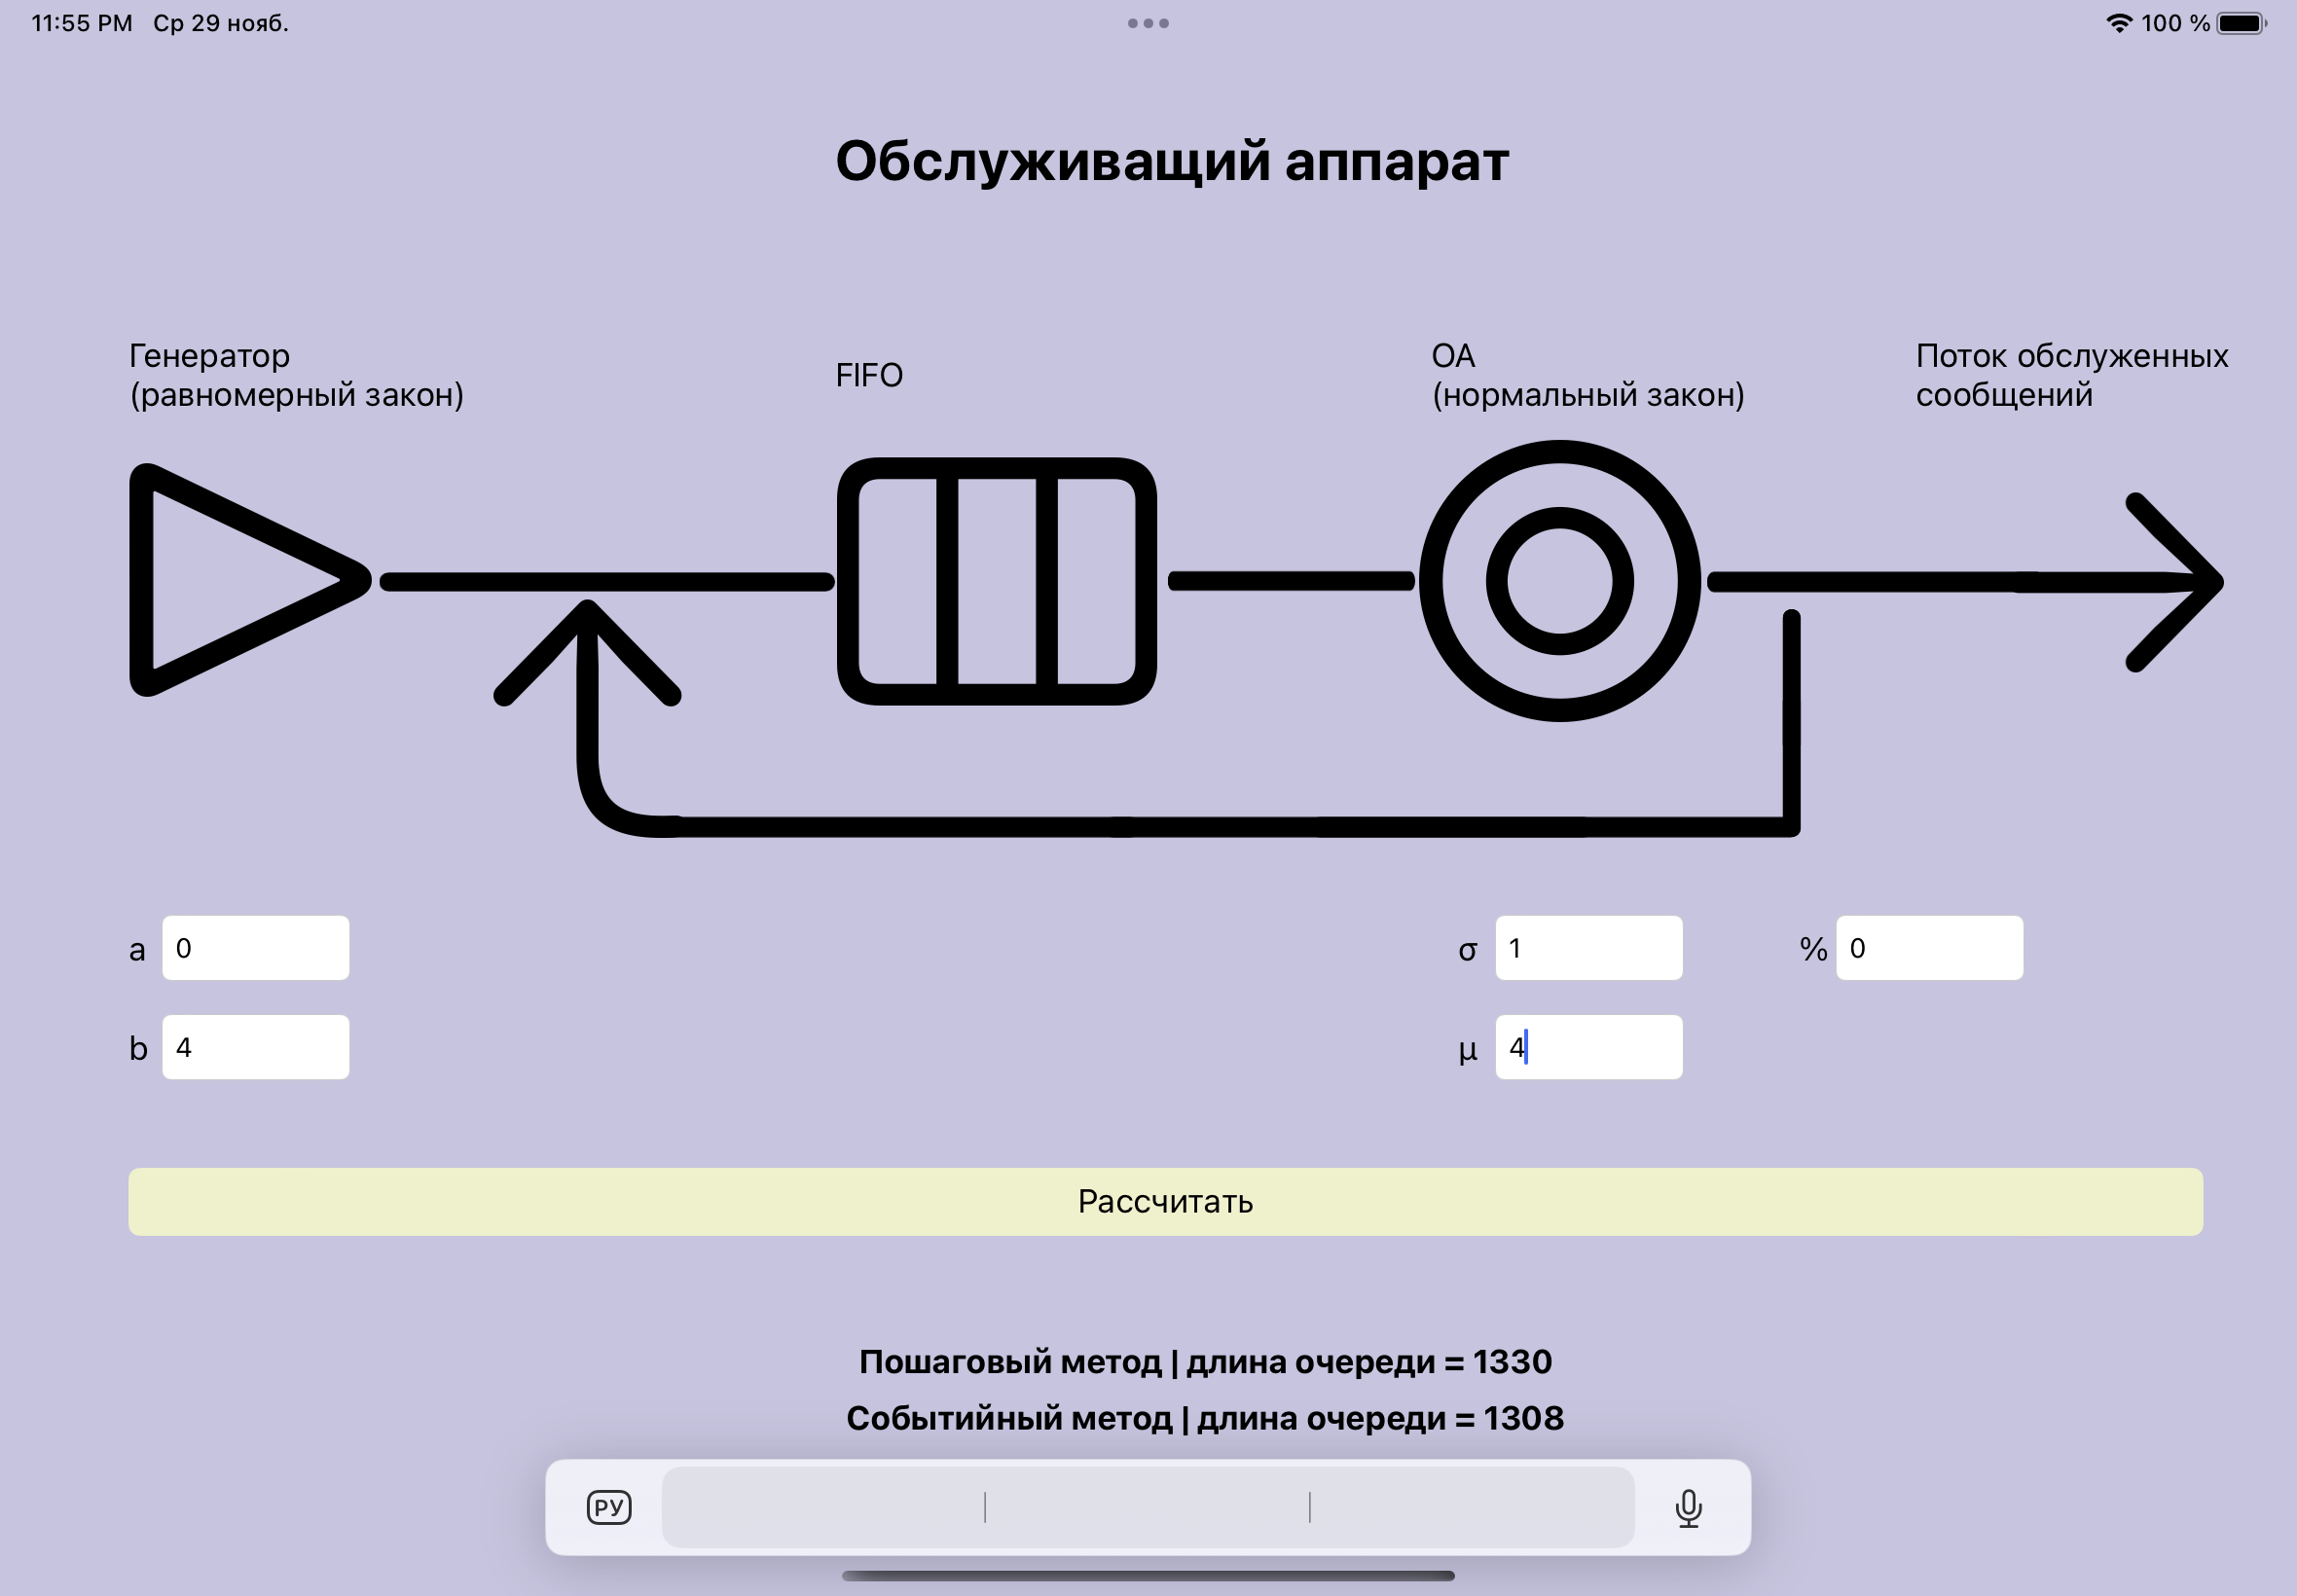 11:55 PM Ср 29 нояб.
100 %
Обслуживащий аппарат
Генератор
(равномерный закон)
FIFO
ОА
(нормальный закон)
Поток обслуженных
сообщений
a 0
σ 1
% 0
b 4
μ 4
Рассчитать
Пошаговый метод | длина очереди = 1330
Событийный метод | длина очереди = 1308
РУ